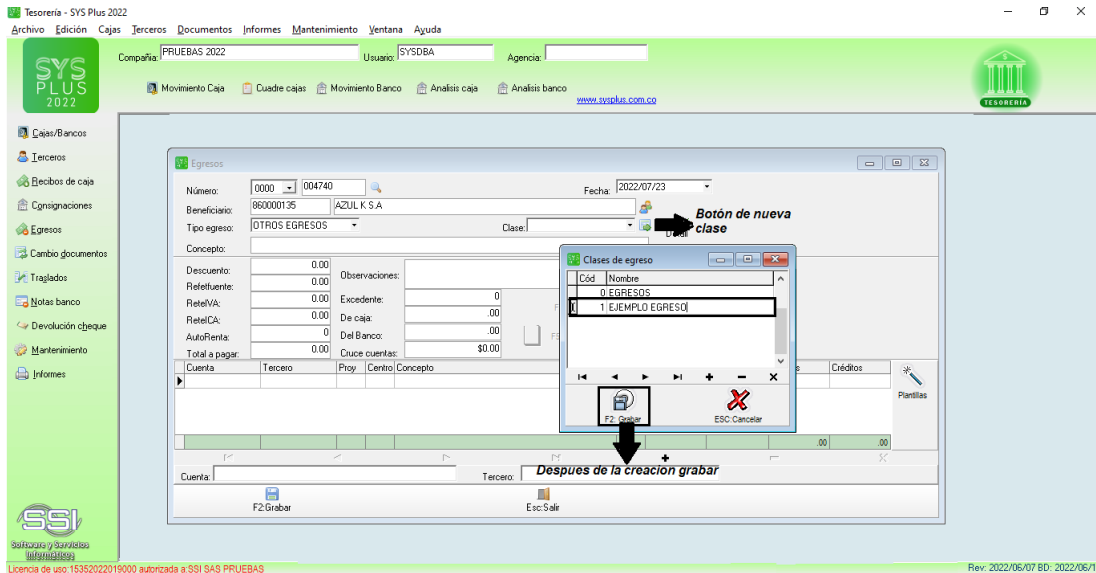 Tesorería - SYS Plus 2022
Archivo Edición Cajas Terceros Documentos Informes Mantenimiento Ventana Ayuda
SYS
PLUS
2022
Compañia: PRUEBAS 2022 Usuario: SYSDBA Agencia:
Movimiento Caja Cuadre cajas Movimiento Banco Analisis caja Analisis banco
www.sysplus.com.co
TESORERÍA
Cajas/Bancos
Terceros
Recibos de caja
Consignaciones
Egresos
Cambio documentos
Traslados
Notas banco
Devolución cheque
Mantenimiento
Informes
Egresos
Número: 0000 004740 Fecha: 2022/07/23
Beneficiario: 860000135 AZUL K S.A
Tipo egreso: OTROS EGRESOS Clase:
Botón de nueva
clase
Concepto:
Descuento: 0.00 Observaciones:
Retefuente: 0.00
ReteIVA: 0.00 Excedente: 0
ReteICA: 0.00 De caja: .00
AutoRenta: 0 Del Banco: .00
Total a pagar: 0.00 Cruce cuentas: $0.00
Clases de egreso
Cód Nombre
0 EGRESOS
1 EJEMPLO EGRESO
F2: Grabar ESC:Cancelar
Cuenta Tercero Proy Centro Concepto Créditos
Plantillas
.00 .00
Despues de la creacion grabar
Cuenta: Tercero:
F2:Grabar Esc:Salir
SSI
Software y Servicios
Informáticos
Licencia de uso:15352022019000 autorizada a:SSI SAS PRUEBAS
Rev: 2022/06/07 BD: 2022/06/1